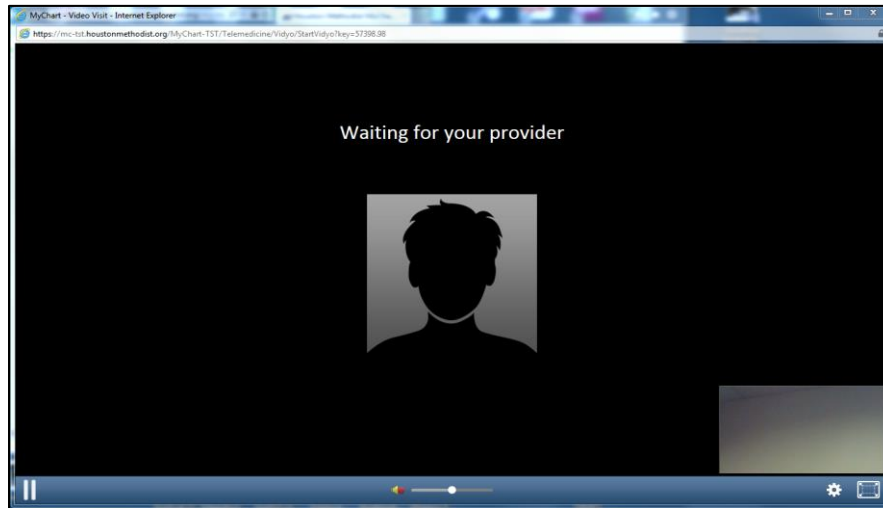 MyChart - Video Visit - Internet Explorer
https://mc-tst.houstonmethodist.org/MyChart-TST/Telemedicine/Vidyo/StartVidyo?key=57398.98
Waiting for your provider